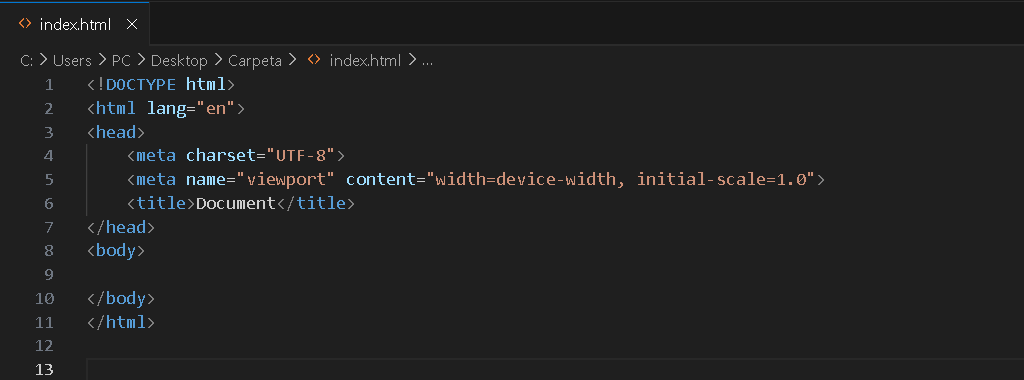 index.html
C: > Users > PC > Desktop > Carpeta > <> index.html > ...
1 <!DOCTYPE html>
2 <html lang="en">
3 <head>
4     <meta charset="UTF-8">
5     <meta name="viewport" content="width=device-width, initial-scale=1.0">
6     <title>Document</title>
7 </head>
8 <body>
9
10 </body>
11 </html>
12
13